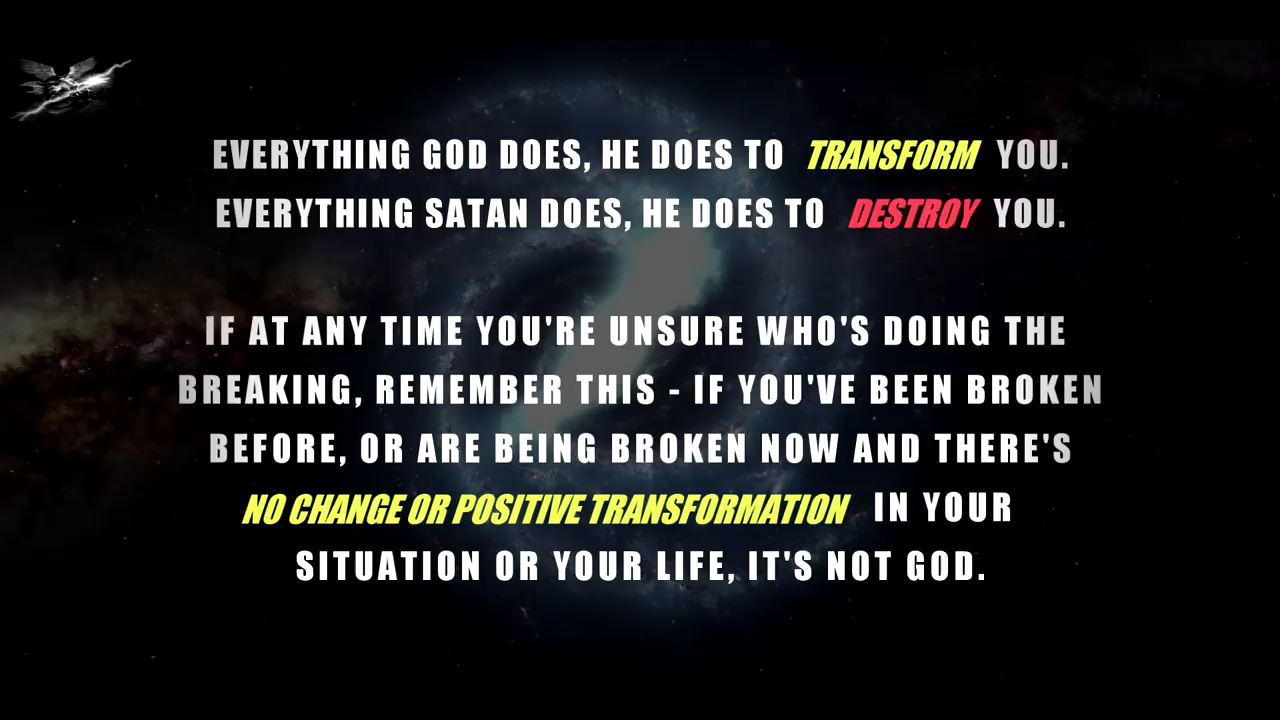 EVERYTHING GOD DOES, HE DOES TO TRANSFORM YOU.
EVERYTHING SATAN DOES, HE DOES TO DESTROY YOU.
IF AT ANY TIME YOU'RE UNSURE WHO'S DOING THE
BREAKING, REMEMBER THIS - IF YOU'VE BEEN BROKEN
BEFORE, OR ARE BEING BROKEN NOW AND THERE'S
NO CHANGE OR POSITIVE TRANSFORMATION IN YOUR
SITUATION OR YOUR LIFE, IT'S NOT GOD.